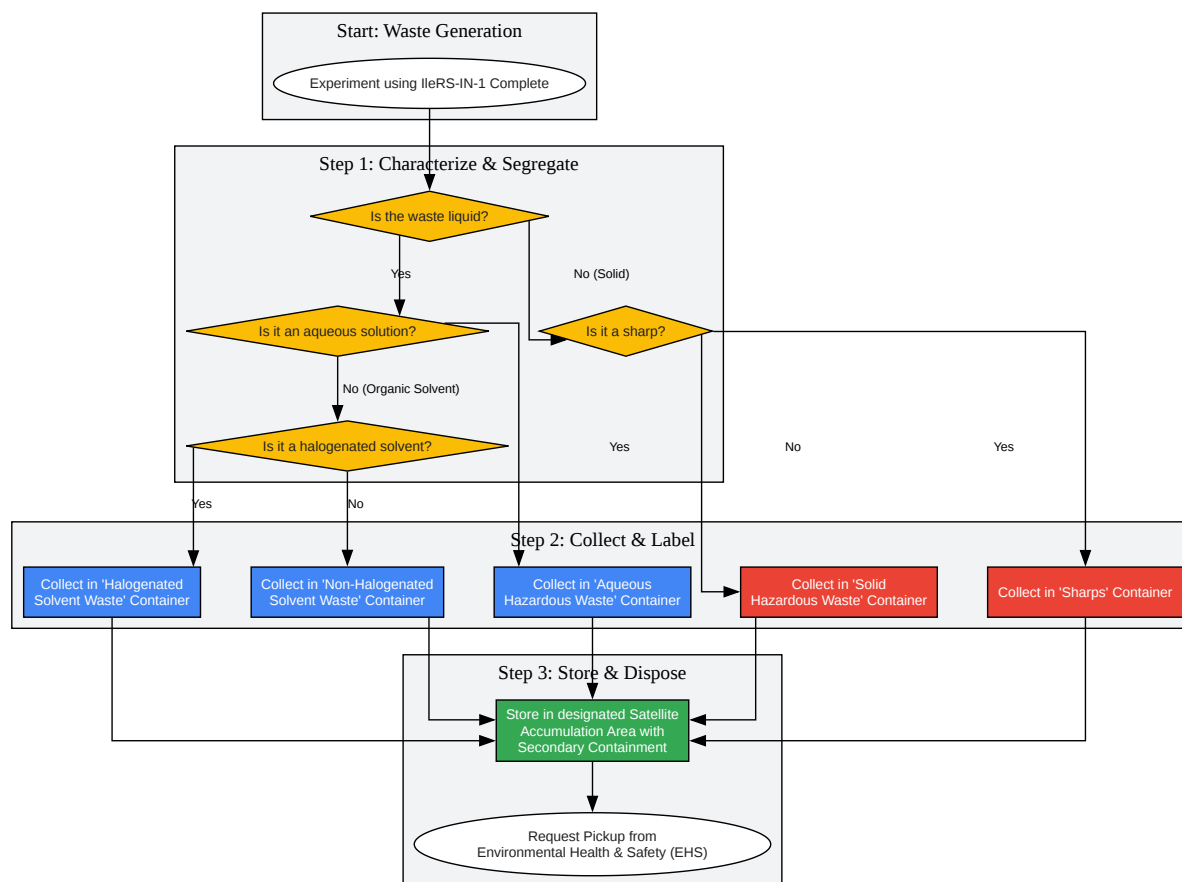 Start: Waste Generation
Experiment using IleRS-IN-1 Complete
Step 1: Characterize & Segregate
Is the waste liquid?
Yes
No (Solid)
Is it an aqueous solution?
Is it a sharp?
No (Organic Solvent)
Is it a halogenated solvent?
Yes
No
Yes
Yes
No
Step 2: Collect & Label
Collect in 'Halogenated
Solvent Waste' Container
Collect in 'Non-Halogenated
Solvent Waste' Container
Collect in 'Aqueous
Hazardous Waste' Container
Collect in 'Solid
Hazardous Waste' Container
Collect in 'Sharps' Container
Step 3: Store & Dispose
Store in designated Satellite
Accumulation Area with
Secondary Containment
Request Pickup from
Environmental Health & Safety (EHS)